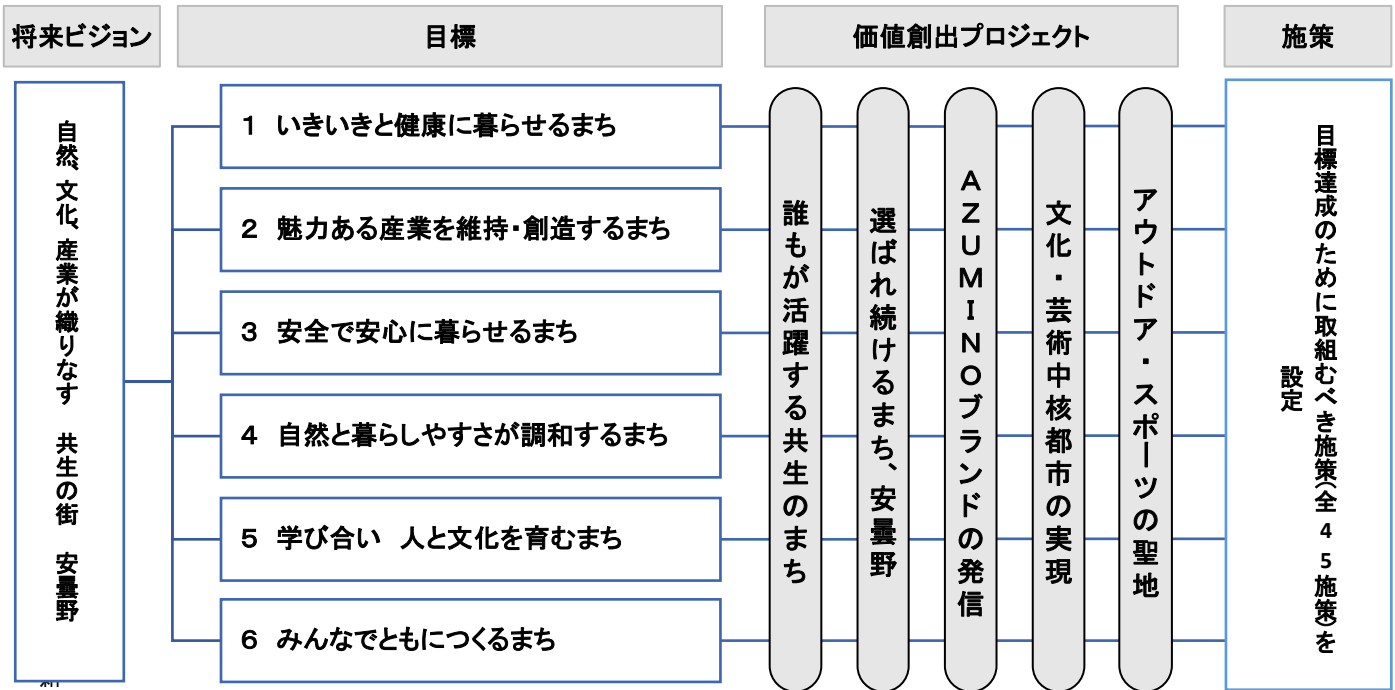 将来ビジョン
目標
価値創出プロジェクト
施策
自然、文化、産業が織りなす　共生の街　安曇野
1 いきいきと健康に暮らせるまち
2 魅力ある産業を維持・創造するまち
3 安全で安心に暮らせるまち
4 自然と暮らしやすさが調和するまち
5 学び合い　人と文化を育むまち
6 みんなでともにつくるまち
誰もが活躍する共生のまち
選ばれ続けるまち、安曇野
AZUMINOブランドの発信
文化・芸術中核都市の実現
アウトドア・スポーツの聖地
目標達成のために取組むべき施策(全45施策)を
設定